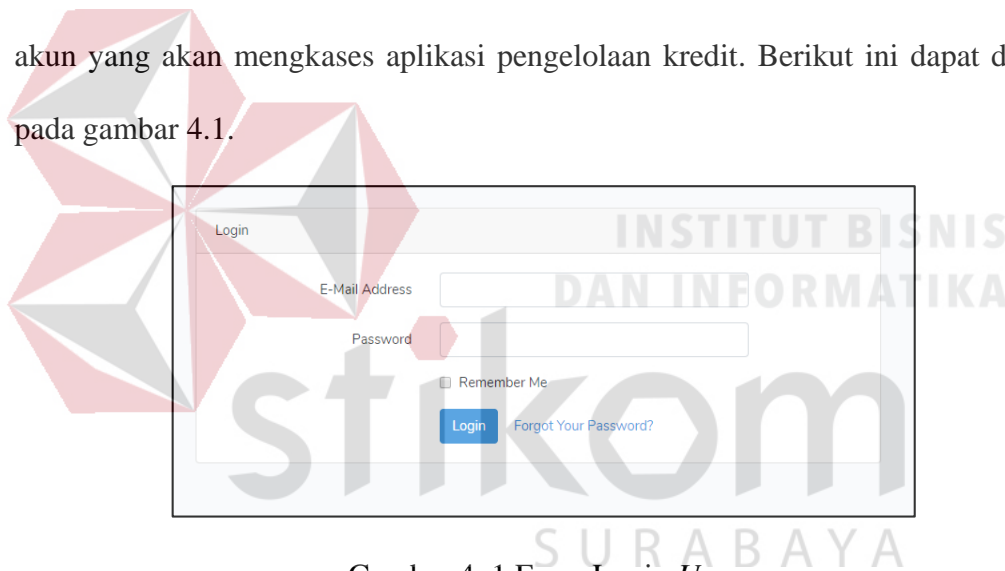 akun yang akan mengkases aplikasi pengelolaan kredit. Berikut ini dapat
pada gambar 4.1.
INSTITUT BISNIS
DAN INFORMATIKA
Login
E-Mail Address
Password
Remember Me
Login Forgot Your Password?
stikom
SURABAYA